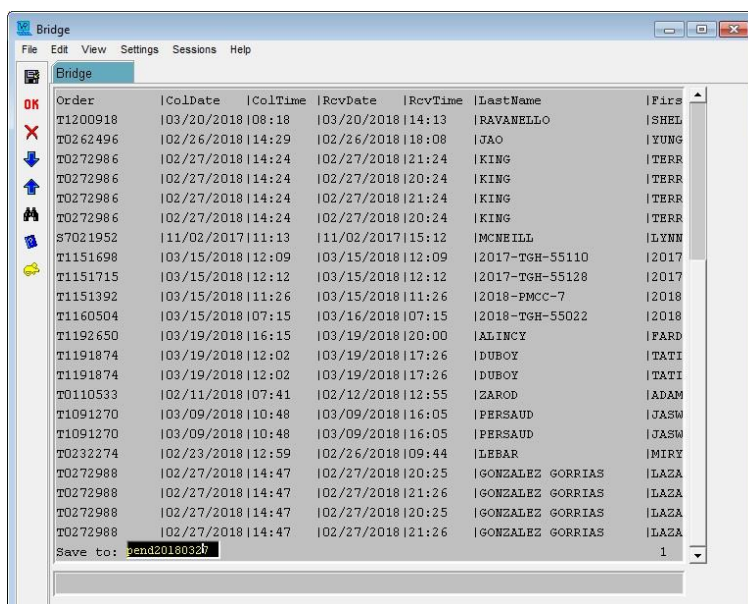 Bridge
File Edit View Settings Sessions Help
Bridge
OK
Order |ColDate |ColTime |RcvDate |RcvTime |LastName |Firs
T1200918 |03/20/2018|08:18 |03/20/2018|14:13 |RAVANELLO |SHEL
T0262496 |02/26/2018|14:29 |02/26/2018|18:08 |JAO |YUNG
T0272986 |02/27/2018|14:24 |02/27/2018|21:24 |KING |TERR
T0272986 |02/27/2018|14:24 |02/27/2018|20:24 |KING |TERR
T0272986 |02/27/2018|14:24 |02/27/2018|21:24 |KING |TERR
T0272986 |02/27/2018|14:24 |02/27/2018|20:24 |KING |TERR
S7021952 |11/02/2017|11:13 |11/02/2017|15:12 |MCNEILL |LYNN
T1151698 |03/15/2018|12:09 |03/15/2018|12:09 |2017-TGH-55110 |2017
T1151715 |03/15/2018|12:12 |03/15/2018|12:12 |2017-TGH-55128 |2017
T1151392 |03/15/2018|11:26 |03/15/2018|11:26 |2018-PMCC-7 |2018
T1160504 |03/15/2018|07:15 |03/16/2018|07:15 |2018-TGH-55022 |2018
T1192650 |03/19/2018|16:15 |03/19/2018|20:00 |ALINCY |FARD
T1191874 |03/19/2018|12:02 |03/19/2018|17:26 |DUBOY |TATI
T1191874 |03/19/2018|12:02 |03/19/2018|17:26 |DUBOY |TATI
T0110533 |02/11/2018|07:41 |02/12/2018|12:55 |ZAROD |ADAM
T1091270 |03/09/2018|10:48 |03/09/2018|16:05 |PERSAUD |JASW
T1091270 |03/09/2018|10:48 |03/09/2018|16:05 |PERSAUD |JASW
T0232274 |02/23/2018|12:59 |02/26/2018|09:44 |LEBAR |MIRY
T0272988 |02/27/2018|14:47 |02/27/2018|20:25 |GONZALEZ GORRIAS |LAZA
T0272988 |02/27/2018|14:47 |02/27/2018|21:26 |GONZALEZ GORRIAS |LAZA
T0272988 |02/27/2018|14:47 |02/27/2018|20:25 |GONZALEZ GORRIAS |LAZA
T0272988 |02/27/2018|14:47 |02/27/2018|21:26 |GONZALEZ GORRIAS |LAZA
Save to: pend20180327 1